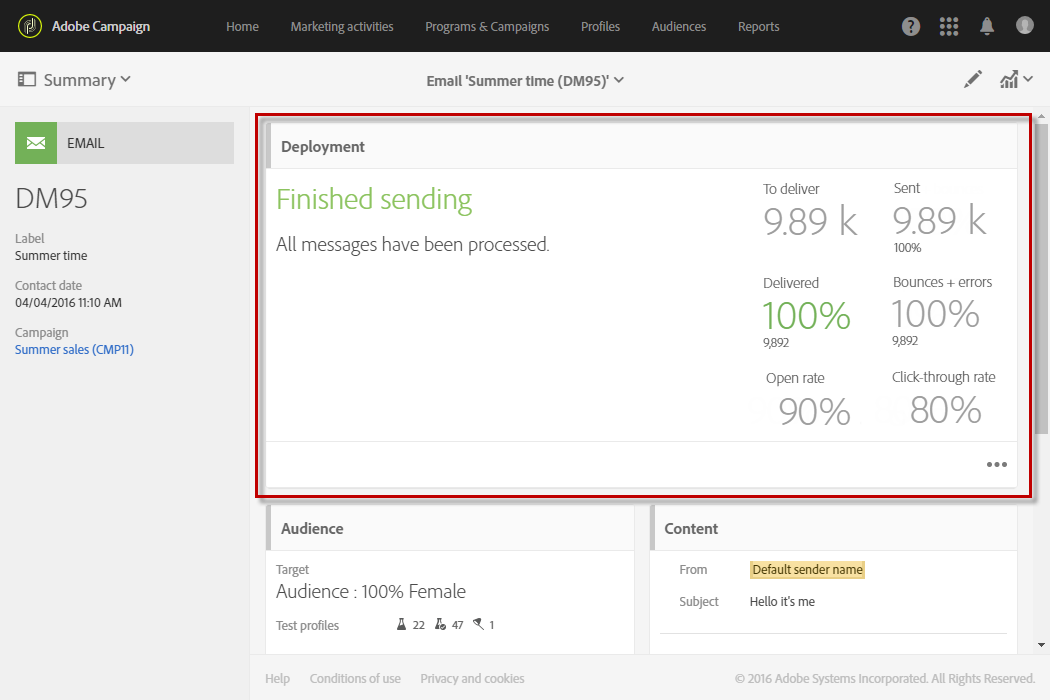 Adobe Campaign
Home
Marketing activities
Programs & Campaigns
Profiles
Audiences
Reports
?
Summary
Email 'Summer time (DM95)'
EMAIL
DM95
Label
Summer time
Contact date
04/04/2016 11:10 AM
Campaign
Summer sales (CMP11)
Deployment
Finished sending
All messages have been processed.
To deliver
9.89 k
Sent
9.89 k
100%
Delivered
100%
9,892
Bounces + errors
100%
9,892
Open rate
90%
Click-through rate
80%
Audience
Target
Audience : 100% Female
Test profiles 22 47 1
Content
From Default sender name
Subject Hello it's me
Help
Conditions of use
Privacy and cookies
© 2016 Adobe Systems Incorporated. All Rights Reserved.